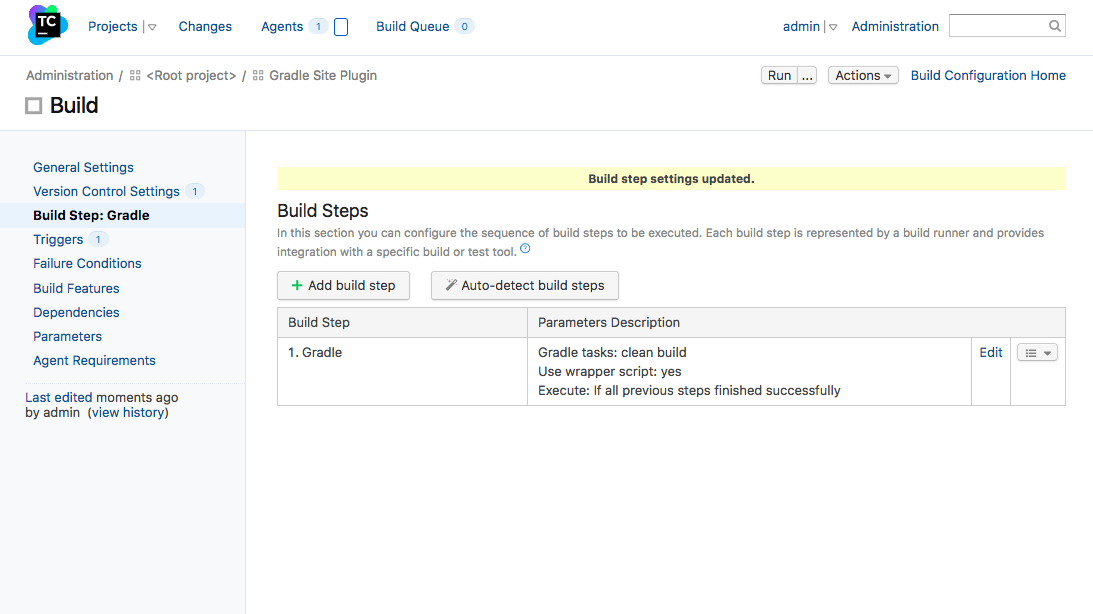 TC Projects Changes Agents 1 Build Queue 0 admin Administration
Administration / <Root project> / Gradle Site Plugin Run ... Actions Build Configuration Home
Build
General Settings
Version Control Settings 1
Build Step: Gradle
Triggers 1
Failure Conditions
Build Features
Dependencies
Parameters
Agent Requirements
Last edited moments ago
by admin (view history)
Build step settings updated.
Build Steps
In this section you can configure the sequence of build steps to be executed. Each build step is represented by a build runner and provides
integration with a specific build or test tool. ?
+ Add build step Auto-detect build steps
Build Step Parameters Description
1. Gradle Gradle tasks: clean build Edit
Use wrapper script: yes
Execute: If all previous steps finished successfully